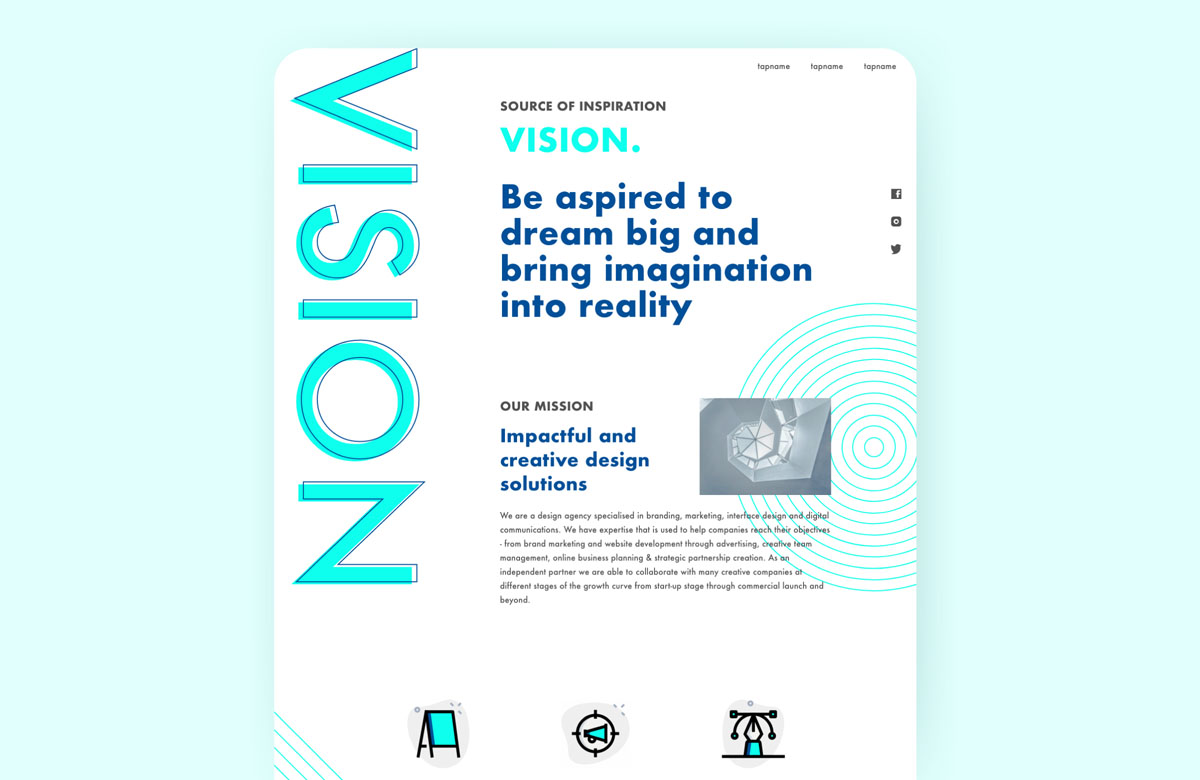 VISION
tapname tapname tapname
SOURCE OF INSPIRATION
VISION.
Be aspired to
dream big and
bring imagination
into reality
OUR MISSION
Impactful and
creative design
solutions
We are a design agency specialised in branding, marketing, interface design and digital
communications. We have expertise that is used to help companies reach their objectives
- from brand marketing and website development through advertising, creative team
management, online business planning & strategic partnership creation. As an
independent partner we are able to collaborate with many creative companies at
different stages of the growth curve from start-up stage through commercial launch and
beyond.